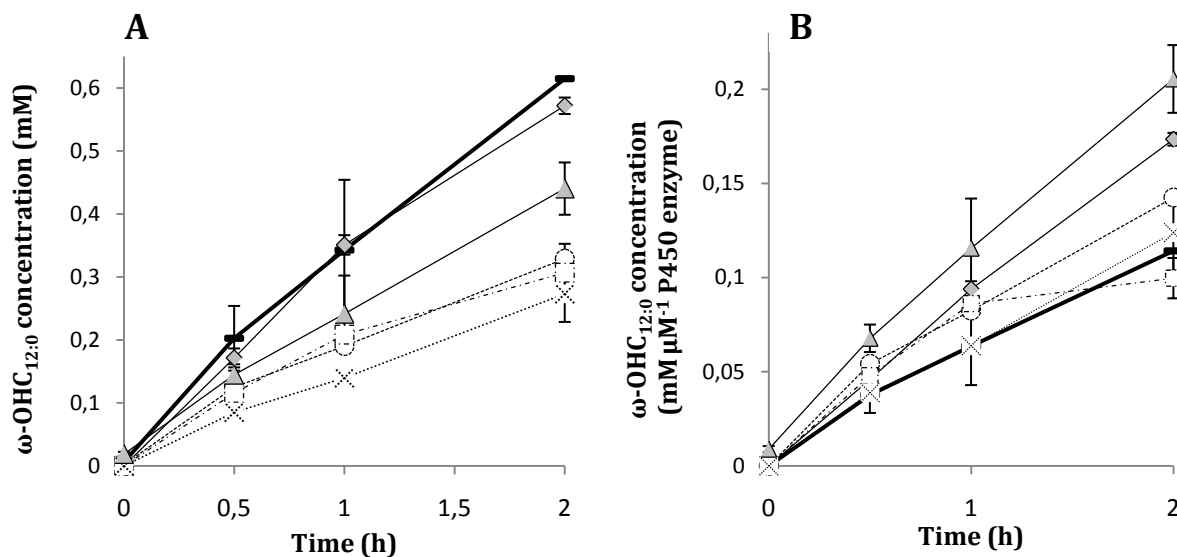 A
ω-OHC12:0 concentration (mM)
0,6
0,5
0,4
0,3
0,2
0,1
0
0 0,5 1 1,5 2
Time (h)
B
ω-OHC12:0 concentration
(mM µM-1 P450 enzyme)
0,2
0,15
0,1
0,05
0
0 1 2
Time (h)